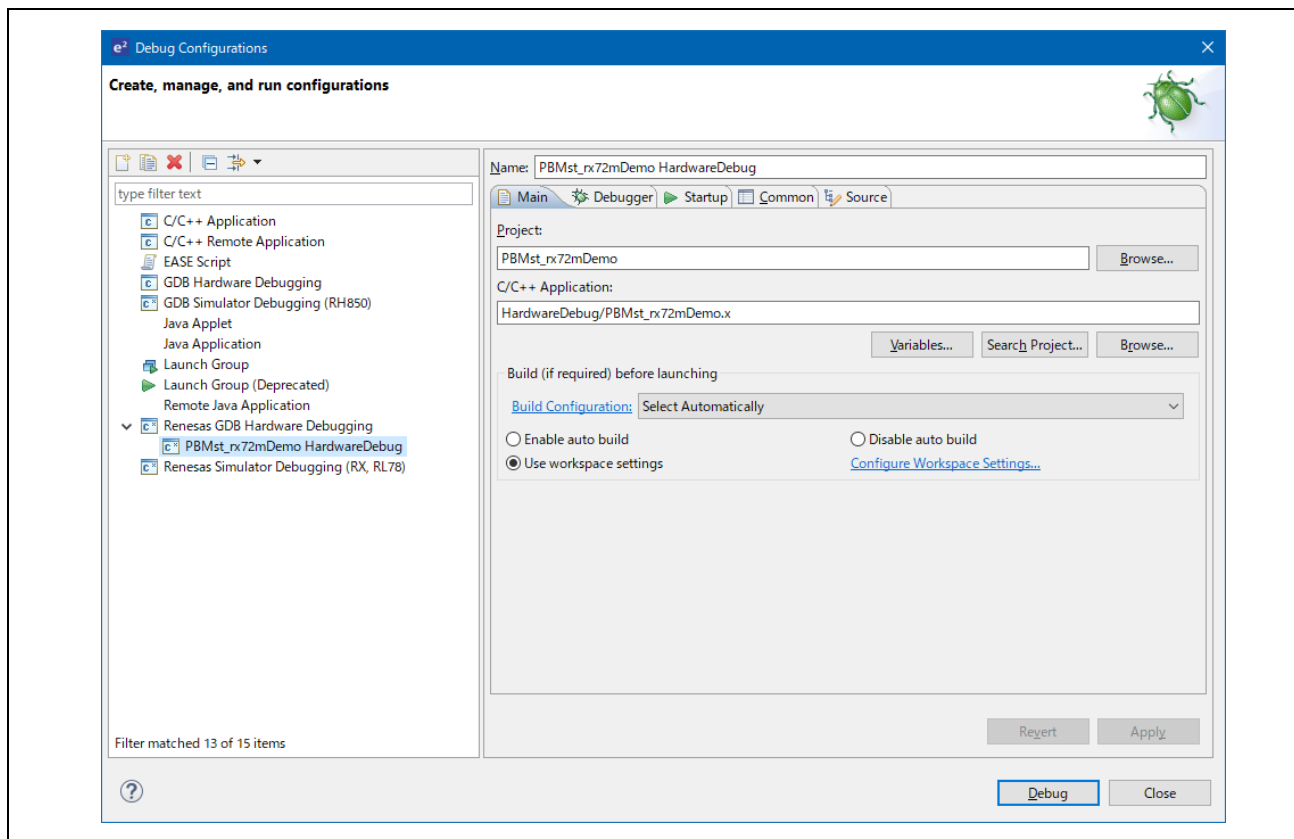 e² Debug Configurations
Create, manage, and run configurations
type filter text
C/C++ Application
C/C++ Remote Application
EASE Script
GDB Hardware Debugging
GDB Simulator Debugging (RH850)
Java Applet
Java Application
Launch Group
Launch Group (Deprecated)
Remote Java Application
Renesas GDB Hardware Debugging
PBMst_rx72mDemo HardwareDebug
Renesas Simulator Debugging (RX, RL78)
Filter matched 13 of 15 items
Name: PBMst_rx72mDemo HardwareDebug
Main Debugger Startup Common Source
Project:
PBMst_rx72mDemo Browse...
C/C++ Application:
HardwareDebug/PBMst_rx72mDemo.x
Variables... Search Project... Browse...
Build (if required) before launching
Build Configuration: Select Automatically
Enable auto build Disable auto build
Use workspace settings Configure Workspace Settings...
Revert Apply
Debug Close